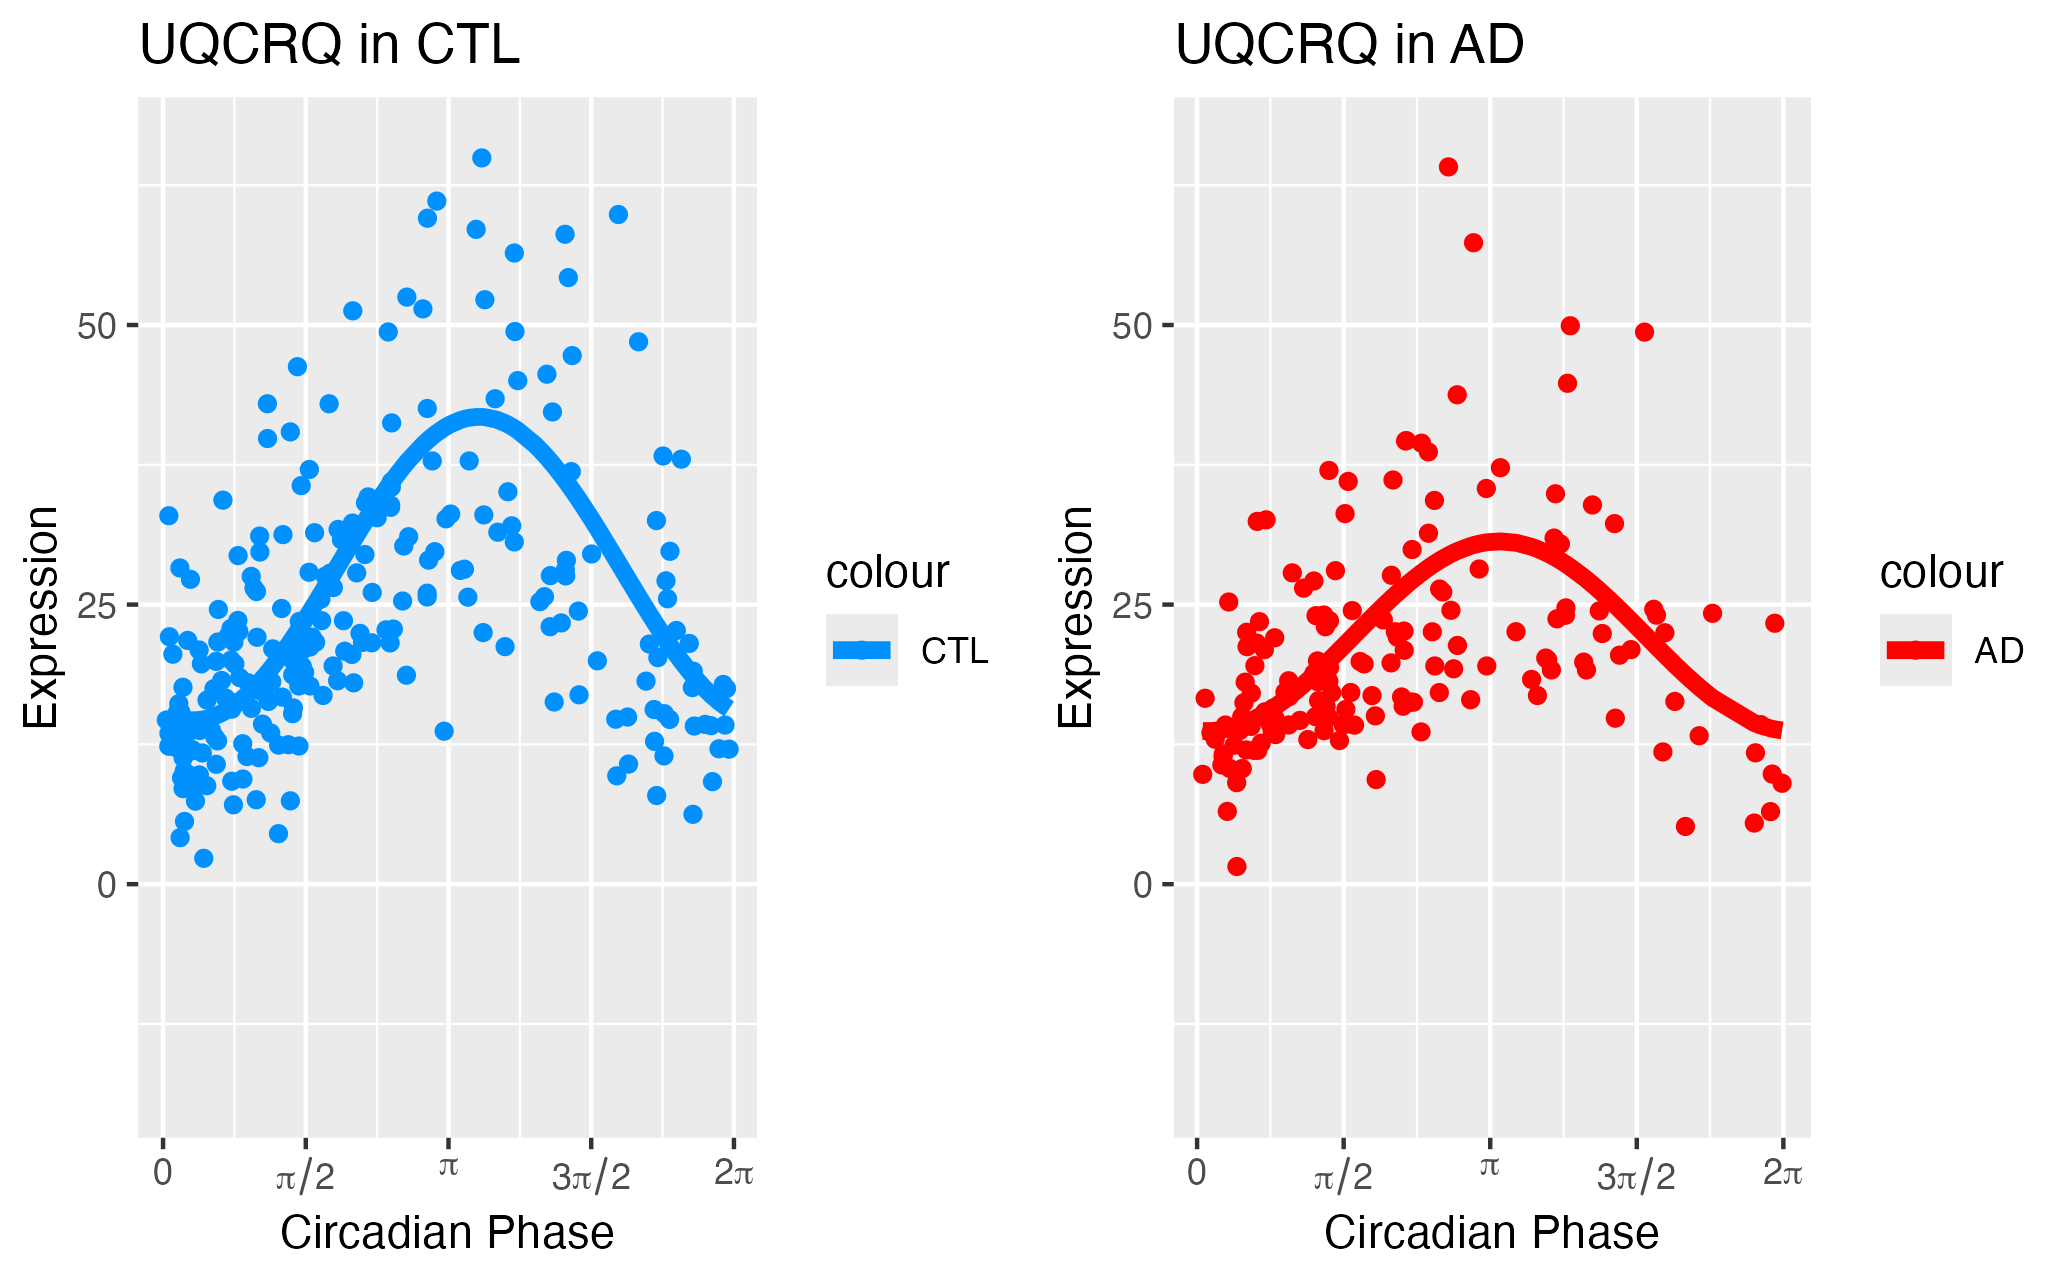 UQCRQ in CTL
50
25
0
Expression
0
π/2
π
3π/2
2π
Circadian Phase
colour
CTL
UQCRQ in AD
50
25
0
Expression
0
π/2
π
3π/2
2π
Circadian Phase
colour
AD